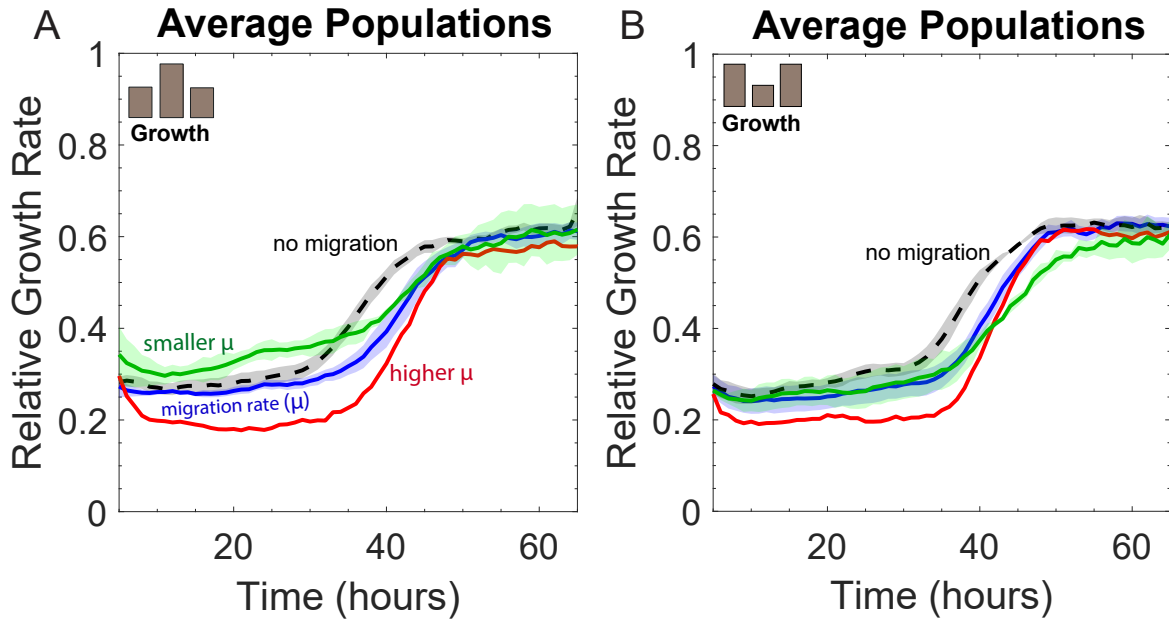 A
Average Populations
1
0.8
0.6
0.4
0.2
0
Relative Growth Rate
Growth
no migration
smaller μ
migration rate (μ)
higher μ
20
40
60
Time (hours)
B
Average Populations
1
0.8
0.6
0.4
0.2
0
Relative Growth Rate
Growth
no migration
20
40
60
Time (hours)